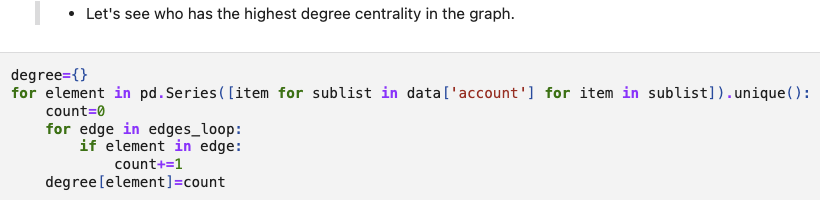 • Let's see who has the highest degree centrality in the graph.
degree={}
for element in pd.Series([item for sublist in data['account'] for item in sublist]).unique():
    count=0
    for edge in edges_loop:
        if element in edge:
            count+=1
    degree[element]=count